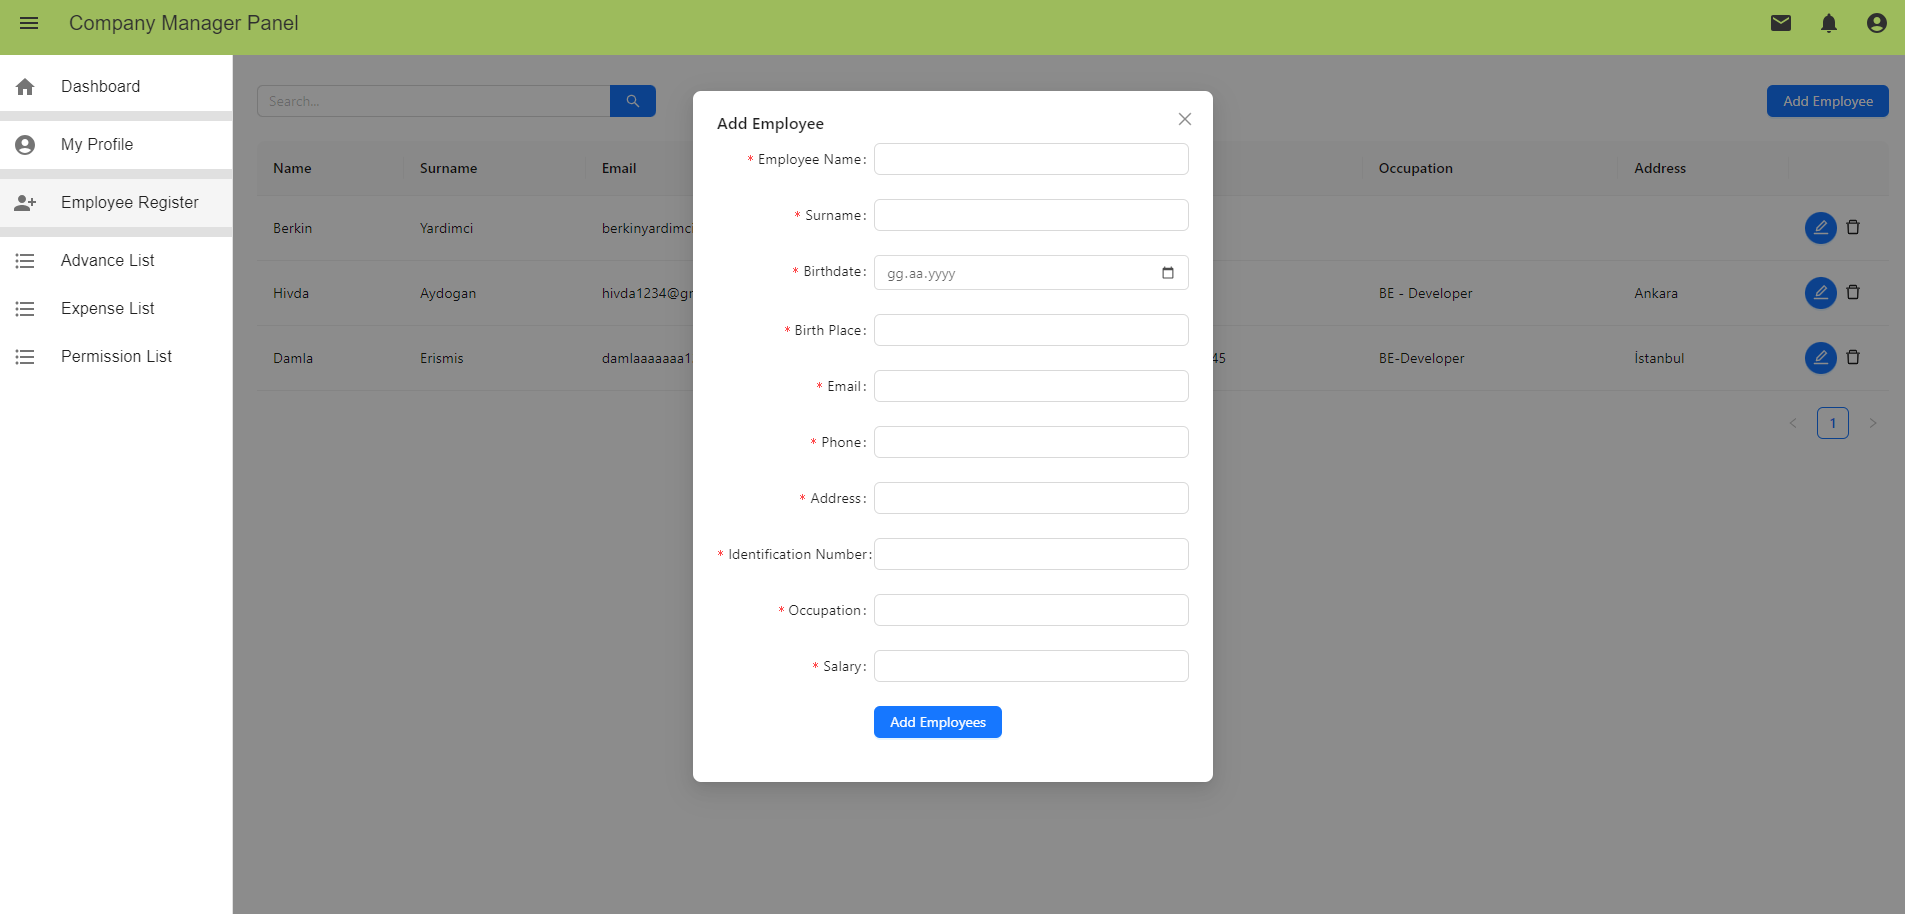 Company Manager Panel
Dashboard
My Profile
Employee Register
Advance List
Expense List
Permission List
Search...
Add Employee
Name Surname Email Occupation Address
Berkin Yardimci berkinyardimc
Hivda Aydogan hivda1234@gr BE - Developer Ankara
Damla Erismis damlaaaaaaa1 45 BE-Developer İstanbul
1
Add Employee
* Employee Name:
* Surname:
* Birthdate: gg.aa.yyyy
* Birth Place:
* Email:
* Phone:
* Address:
* Identification Number:
* Occupation:
* Salary:
Add Employees